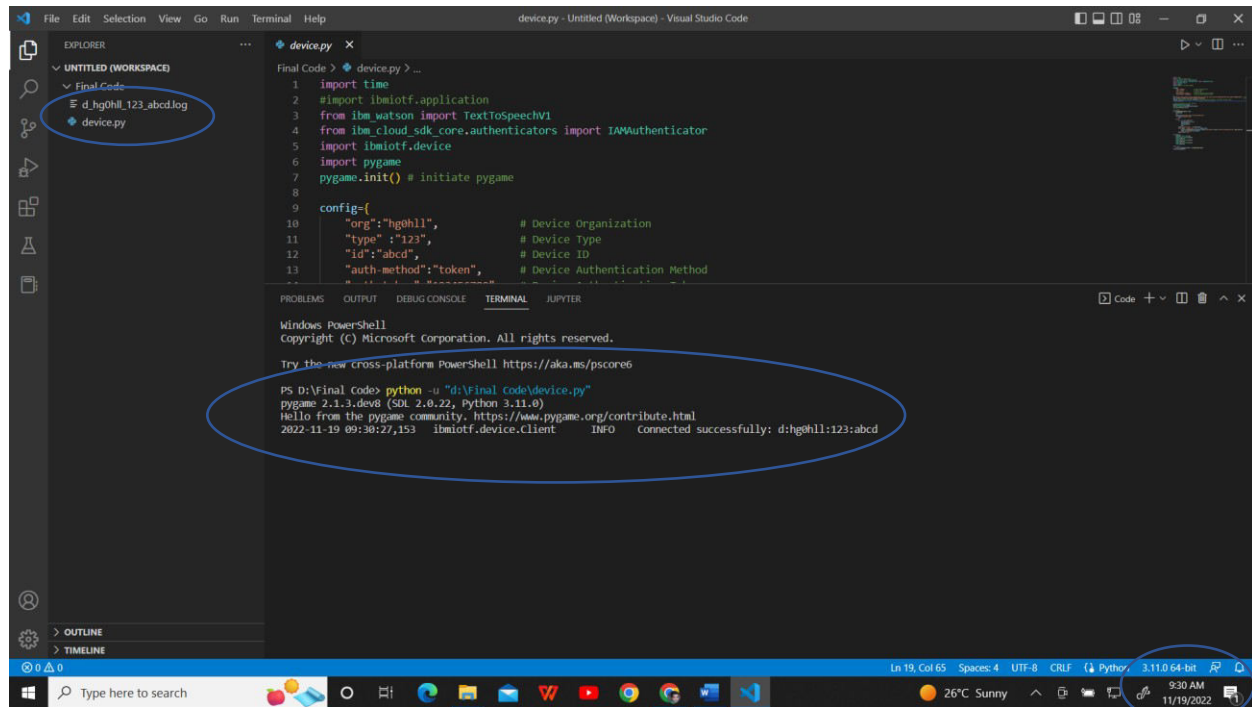 File Edit Selection View Go Run Terminal Help
device.py - Untitled (Workspace) - Visual Studio Code
EXPLORER
UNTITLED (WORKSPACE)
Final Code
d_hg0hll_123_abcd.log
device.py
device.py
Final Code > device.py > ...
1 import time
2 #import ibmiotf.application
3 from ibm_watson import TextToSpeechV1
4 from ibm_cloud_sdk_core.authenticators import IAMAuthenticator
5 import ibmiotf.device
6 import pygame
7 pygame.init() # initiate pygame
8
9 config={
10 "org":"hg0hll", # Device Organization
11 "type" :"123", # Device Type
12 "id":"abcd", # Device ID
13 "auth-method":"token", # Device Authentication Method
PROBLEMS OUTPUT DEBUG CONSOLE TERMINAL JUPYTER
Code
Windows PowerShell
Copyright (C) Microsoft Corporation. All rights reserved.
Try the new cross-platform PowerShell https://aka.ms/pscore6
PS D:\Final Code> python -u "d:\Final Code\device.py"
pygame 2.1.3.dev8 (SDL 2.0.22, Python 3.11.0)
Hello from the pygame community. https://www.pygame.org/contribute.html
2022-11-19 09:30:27,153 ibmiotf.device.Client INFO Connected successfully: d:hg0hll:123:abcd
OUTLINE
TIMELINE
0 0
Ln 19, Col 65 Spaces: 4 UTF-8 CRLF Python 3.11.0 64-bit
Type here to search
26°C Sunny
9:30 AM
11/19/2022
1